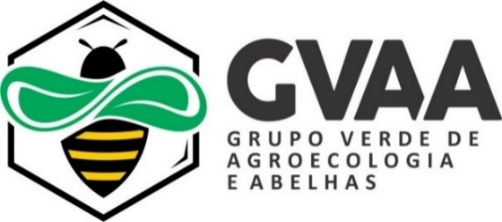 GVAA
GRUPO VERDE DE
AGROECOLOGIA
E ABELHAS